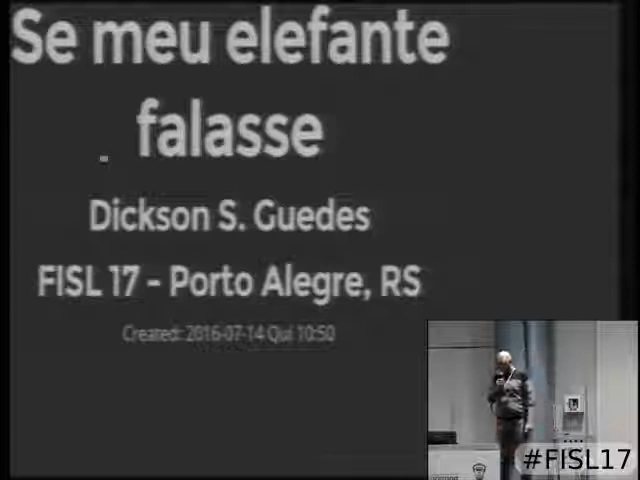 Se meu elefante
falasse
Dickson S. Guedes
FISL 17 - Porto Alegre, RS
Created: 2016-07-14 Qui 10:50
#FISL17